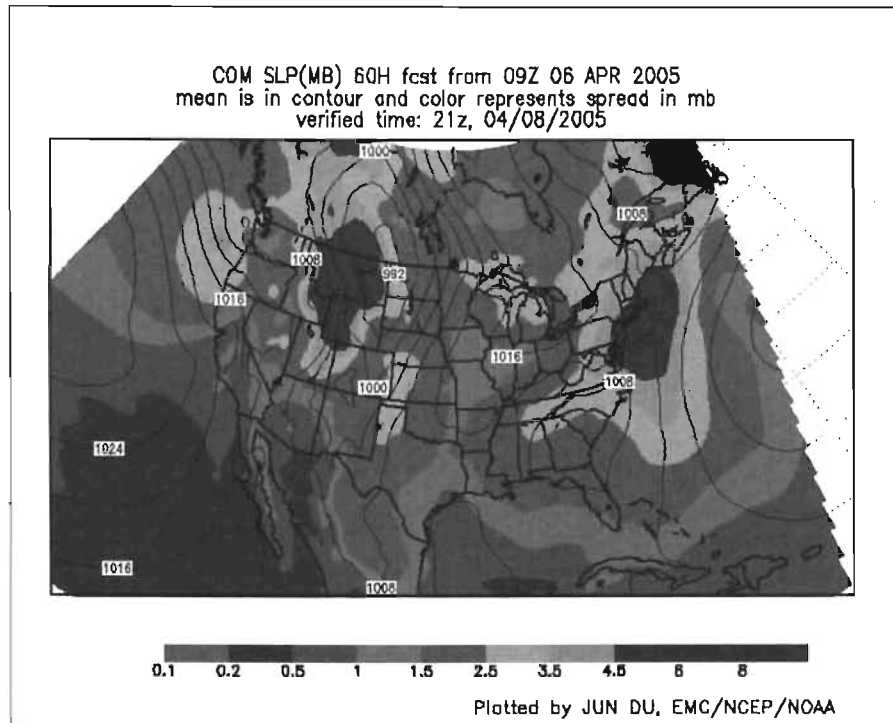 COM SLP(MB) 60H fcst from 09Z 06 APR 2005
mean is in contour and color represents spread in mb
verified time: 21z, 04/08/2005
1000
1008
1008
992
1016
1016
1000
1008
1024
1016
1008
0.1 0.2 0.5 1 1.5 2.5 3.5 4.5 6 8
Plotted by JUN DU, EMC/NCEP/NOAA